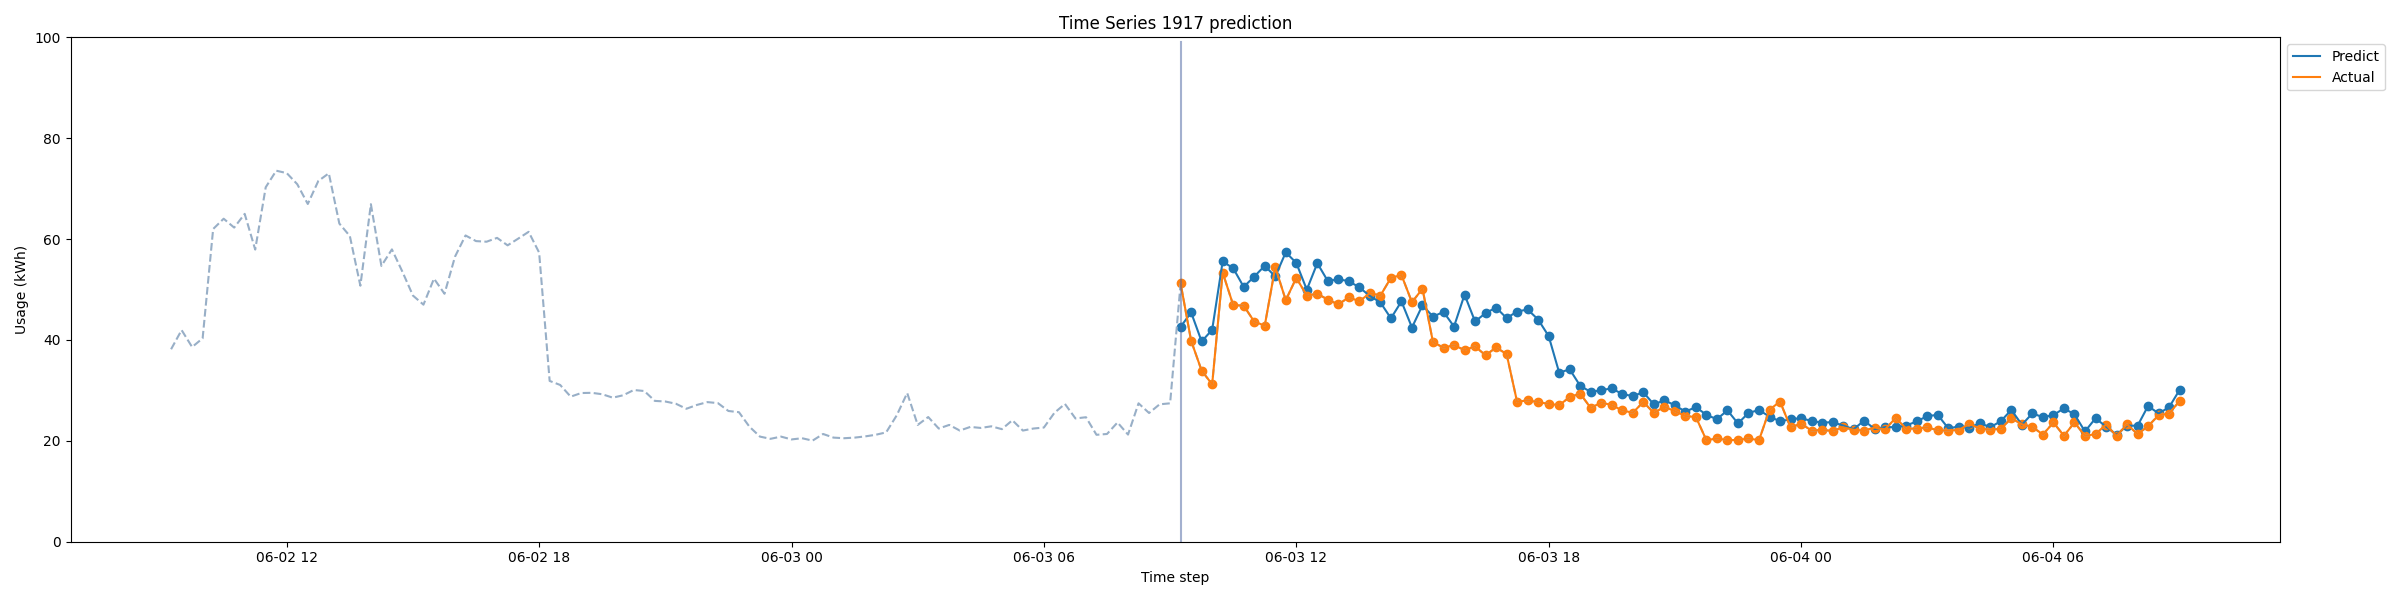 Time Series 1917 prediction
100
80
60
40
20
0
Usage (kWh)
06-02 12
06-02 18
06-03 00
06-03 06
06-03 12
06-03 18
06-04 00
06-04 06
Time step
Predict
Actual